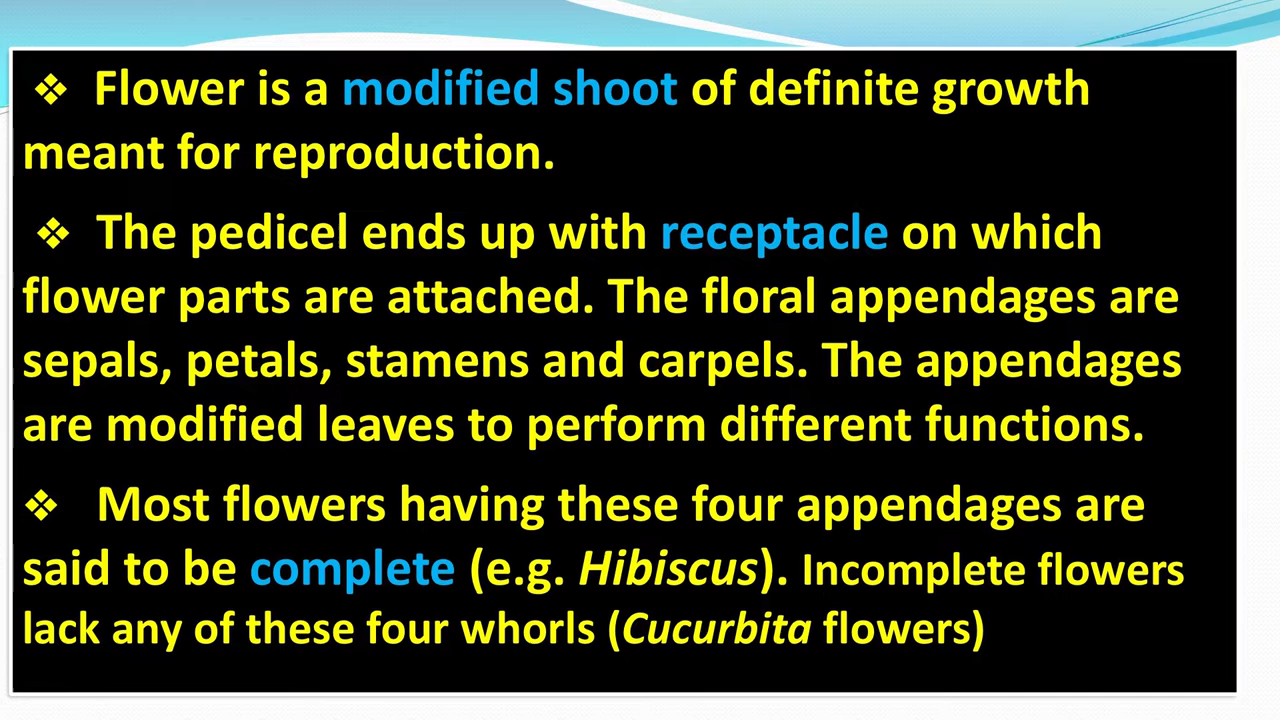 ❖ Flower is a modified shoot of definite growth
meant for reproduction.
❖ The pedicel ends up with receptacle on which
flower parts are attached. The floral appendages are
sepals, petals, stamens and carpels. The appendages
are modified leaves to perform different functions.
❖ Most flowers having these four appendages are
said to be complete (e.g. Hibiscus). Incomplete flowers
lack any of these four whorls (Cucurbita flowers)